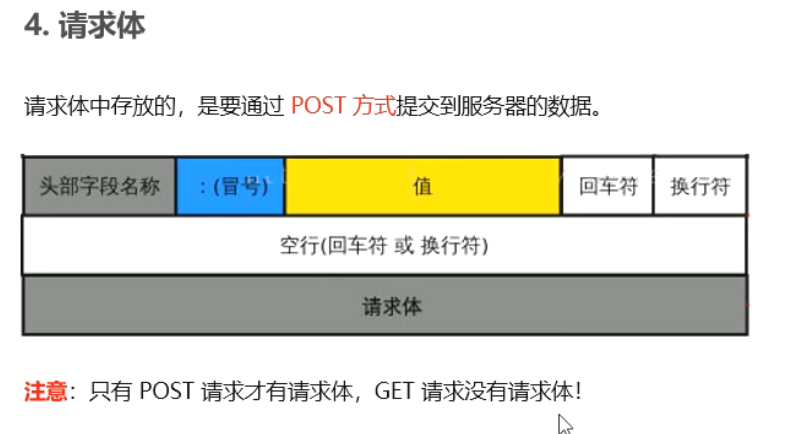 4. 请求体
请求体中存放的，是要通过 POST 方式提交到服务器的数据。
头部字段名称 ：(冒号) 值 回车符 换行符
空行(回车符 或 换行符)
请求体
注意：只有 POST 请求才有请求体，GET 请求没有请求体！